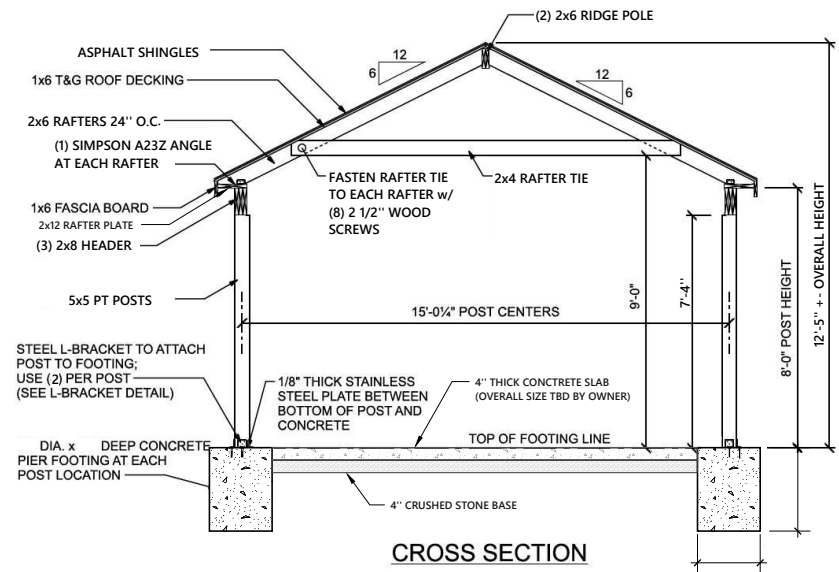 (2) 2x6 RIDGE POLE
ASPHALT SHINGLES
12
6
1x6 T&G ROOF DECKING
12
6
2x6 RAFTERS 24'' O.C.
(1) SIMPSON A23Z ANGLE
AT EACH RAFTER
FASTEN RAFTER TIE
TO EACH RAFTER w/
(8) 2 1/2'' WOOD
SCREWS
2x4 RAFTER TIE
1x6 FASCIA BOARD
2x12 RAFTER PLATE
(3) 2x8 HEADER
5x5 PT POSTS
15'-0¼" POST CENTERS
9'-0"
7'-4''
8'-0" POST HEIGHT
12'-5'' +- OVERALL HEIGHT
STEEL L-BRACKET TO ATTACH
POST TO FOOTING;
USE (2) PER POST
(SEE L-BRACKET DETAIL)
1/8" THICK STAINLESS
STEEL PLATE BETWEEN
BOTTOM OF POST AND
CONCRETE
4'' THICK CONCRETE SLAB
(OVERALL SIZE TBD BY OWNER)
TOP OF FOOTING LINE
DIA. x DEEP CONCRETE
PIER FOOTING AT EACH
POST LOCATION
4'' CRUSHED STONE BASE
CROSS SECTION